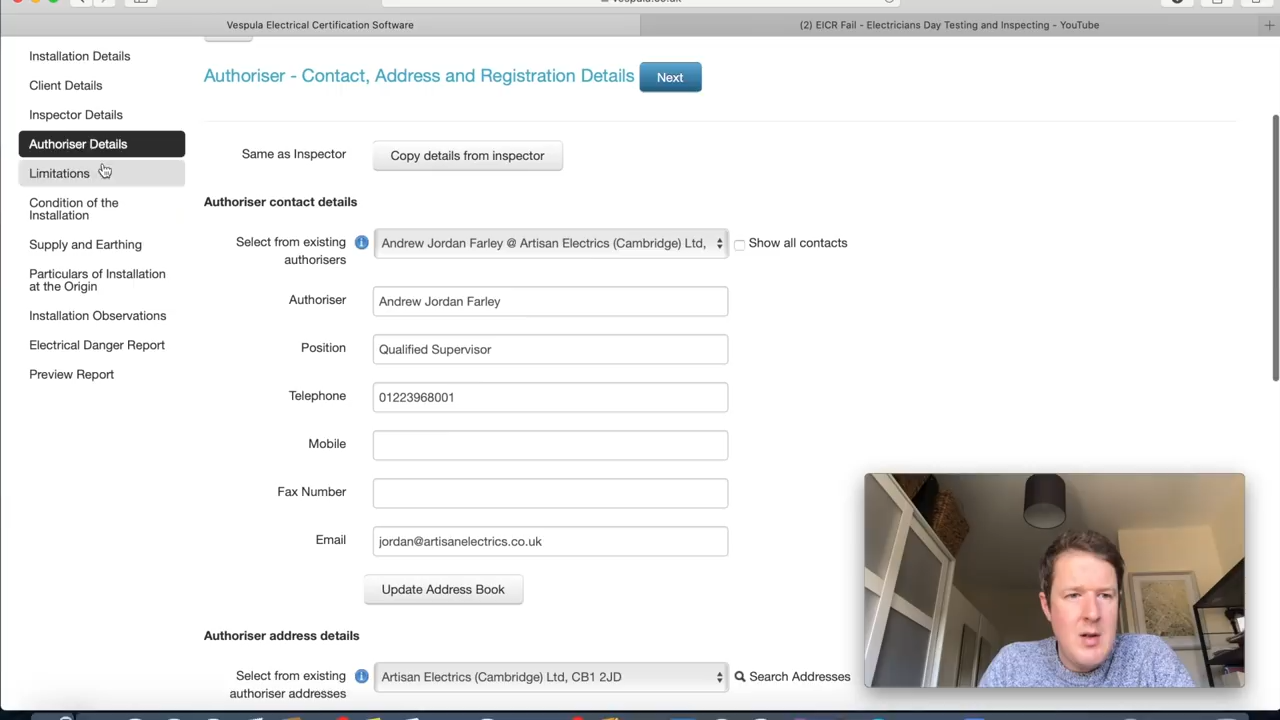 Vespula Electrical Certification Software
(2) EICR Fail - Electricians Day Testing and Inspecting - YouTube
Installation Details
Client Details
Inspector Details
Authoriser Details
Limitations
Condition of the
Installation
Supply and Earthing
Particulars of Installation
at the Origin
Installation Observations
Electrical Danger Report
Preview Report
Authoriser - Contact, Address and Registration Details
Next
Same as Inspector
Copy details from inspector
Authoriser contact details
Select from existing
authorisers
Andrew Jordan Farley @ Artisan Electrics (Cambridge) Ltd,
Show all contacts
Authoriser
Andrew Jordan Farley
Position
Qualified Supervisor
Telephone
01223968001
Mobile
Fax Number
Email
jordan@artisanelectrics.co.uk
Update Address Book
Authoriser address details
Select from existing
authoriser addresses
Artisan Electrics (Cambridge) Ltd, CB1 2JD
Search Addresses